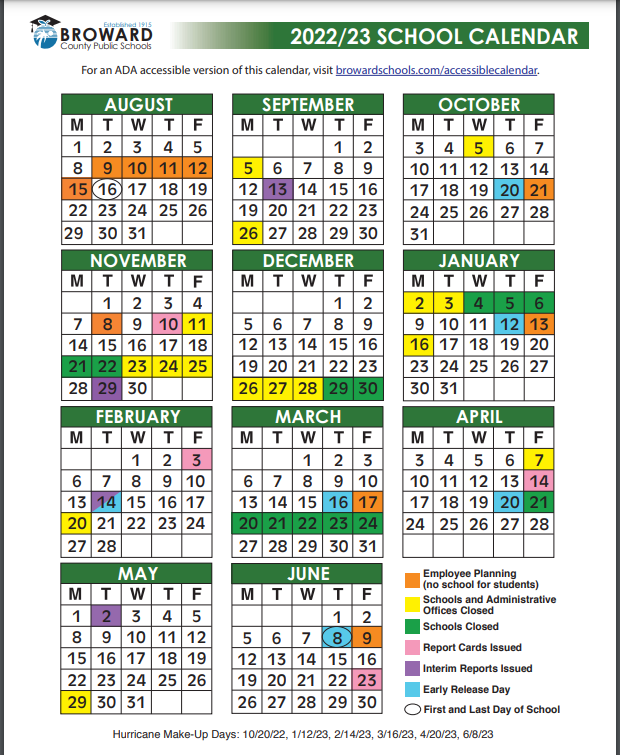 Established 1915
BROWARD
County Public Schools
2022/23 SCHOOL CALENDAR
For an ADA accessible version of this calendar, visit browardschools.com/accessiblecalendar.
AUGUST
M T W T F
1 2 3 4 5
8 9 10 11 12
15 16 17 18 19
22 23 24 25 26
29 30 31
SEPTEMBER
M T W T F
1 2
5 6 7 8 9
12 13 14 15 16
19 20 21 22 23
26 27 28 29 30
OCTOBER
M T W T F
3 4 5 6 7
10 11 12 13 14
17 18 19 20 21
24 25 26 27 28
31
NOVEMBER
M T W T F
1 2 3 4
7 8 9 10 11
14 15 16 17 18
21 22 23 24 25
28 29 30
DECEMBER
M T W T F
1 2
5 6 7 8 9
12 13 14 15 16
19 20 21 22 23
26 27 28 29 30
JANUARY
M T W T F
2 3 4 5 6
9 10 11 12 13
16 17 18 19 20
23 24 25 26 27
30 31
FEBRUARY
M T W T F
1 2 3
6 7 8 9 10
13 14 15 16 17
20 21 22 23 24
27 28
MARCH
M T W T F
1 2 3
6 7 8 9 10
13 14 15 16 17
20 21 22 23 24
27 28 29 30 31
APRIL
M T W T F
3 4 5 6 7
10 11 12 13 14
17 18 19 20 21
24 25 26 27 28
MAY
M T W T F
1 2 3 4 5
8 9 10 11 12
15 16 17 18 19
22 23 24 25 26
29 30 31
JUNE
M T W T F
1 2
5 6 7 8 9
12 13 14 15 16
19 20 21 22 23
26 27 28 29 30
Employee Planning
(no school for students)
Schools and Administrative
Offices Closed
Schools Closed
Report Cards Issued
Interim Reports Issued
Early Release Day
First and Last Day of School
Hurricane Make-Up Days: 10/20/22, 1/12/23, 2/14/23, 3/16/23, 4/20/23, 6/8/23